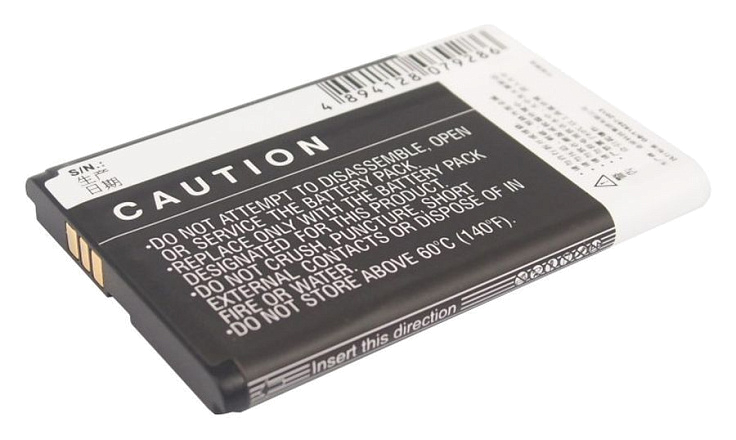 4 894128 079286
S/N.:
生产
日期
CAUTION
•DO NOT ATTEMPT TO DISASSEMBLE, OPEN
OR SERVICE, THE BATTERY PACK.
•REPLACE ONLY WITH THE BATTERY PACK
DESIGNATED FOR THIS PRODUCT.
•DO NOT CRUSH, PUNCTURE, SHORT
EXTERNAL CONTACTS OR DISPOSE IN
FIRE OR WATER.
•DO NOT STORE ABOVE 60°C (140°F).
Insert this direction